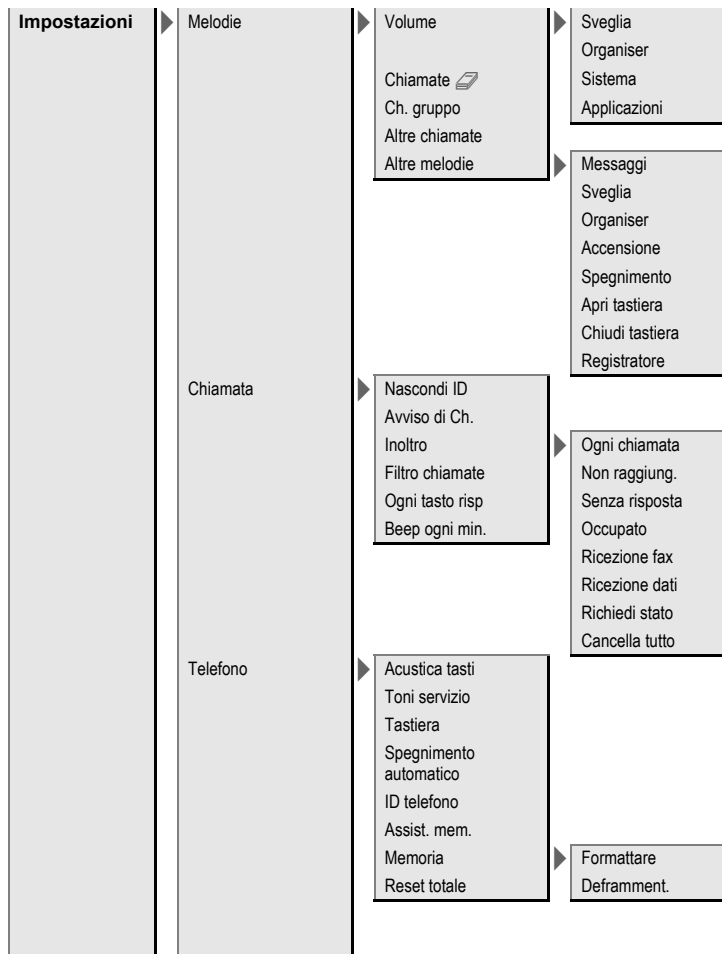 Impostazioni
Melodie
Volume
Sveglia
Organiser
Sistema
Applicazioni
Chiamate
Ch. gruppo
Altre chiamate
Altre melodie
Messaggi
Sveglia
Organiser
Accensione
Spegnimento
Apri tastiera
Chiudi tastiera
Registratore
Chiamata
Nascondi ID
Avviso di Ch.
Inoltro
Ogni chiamata
Non raggiung.
Senza risposta
Occupato
Ricezione fax
Ricezione dati
Richiedi stato
Cancella tutto
Filtro chiamate
Ogni tasto risp
Beep ogni min.
Telefono
Acustica tasti
Toni servizio
Tastiera
Spegnimento
automatico
ID telefono
Assist. mem.
Memoria
Formattare
Deframment.
Reset totale